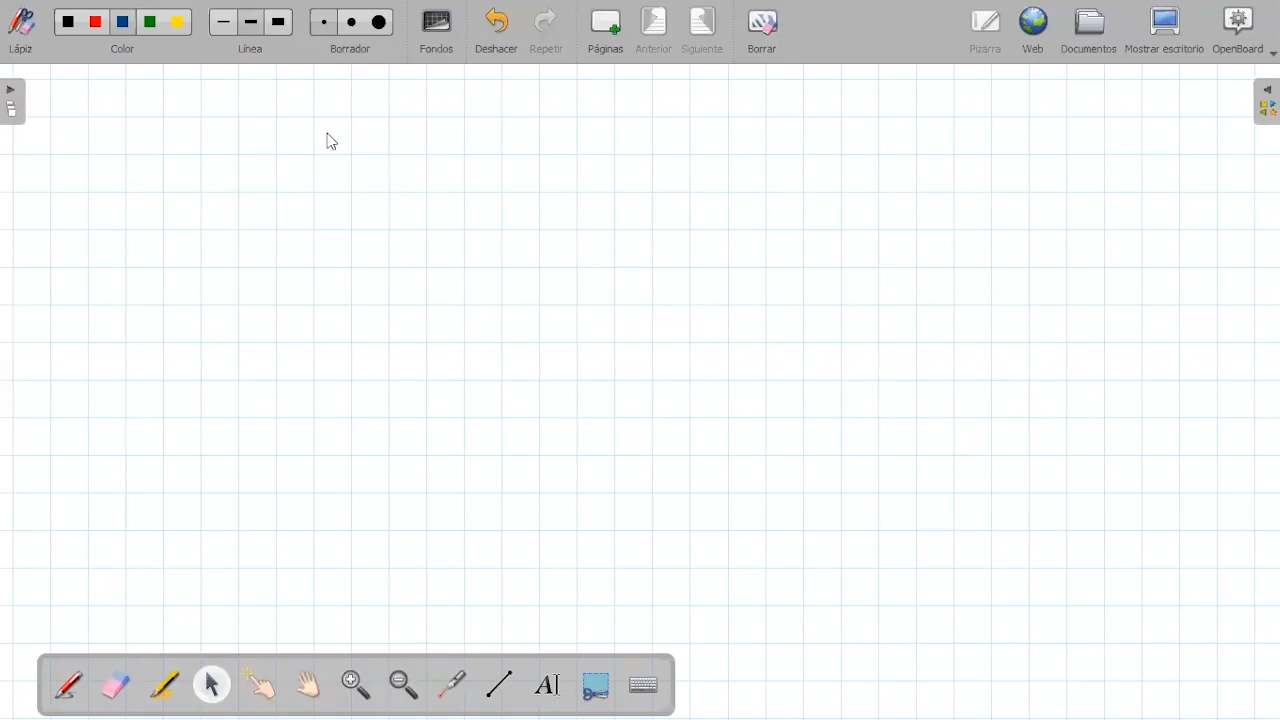 Lápiz Color Línea Borrador Fondos Deshacer Repetir Páginas Anterior Siguiente Borrar Pizarra Web Documentos Mostrar escritorio OpenBoard
A